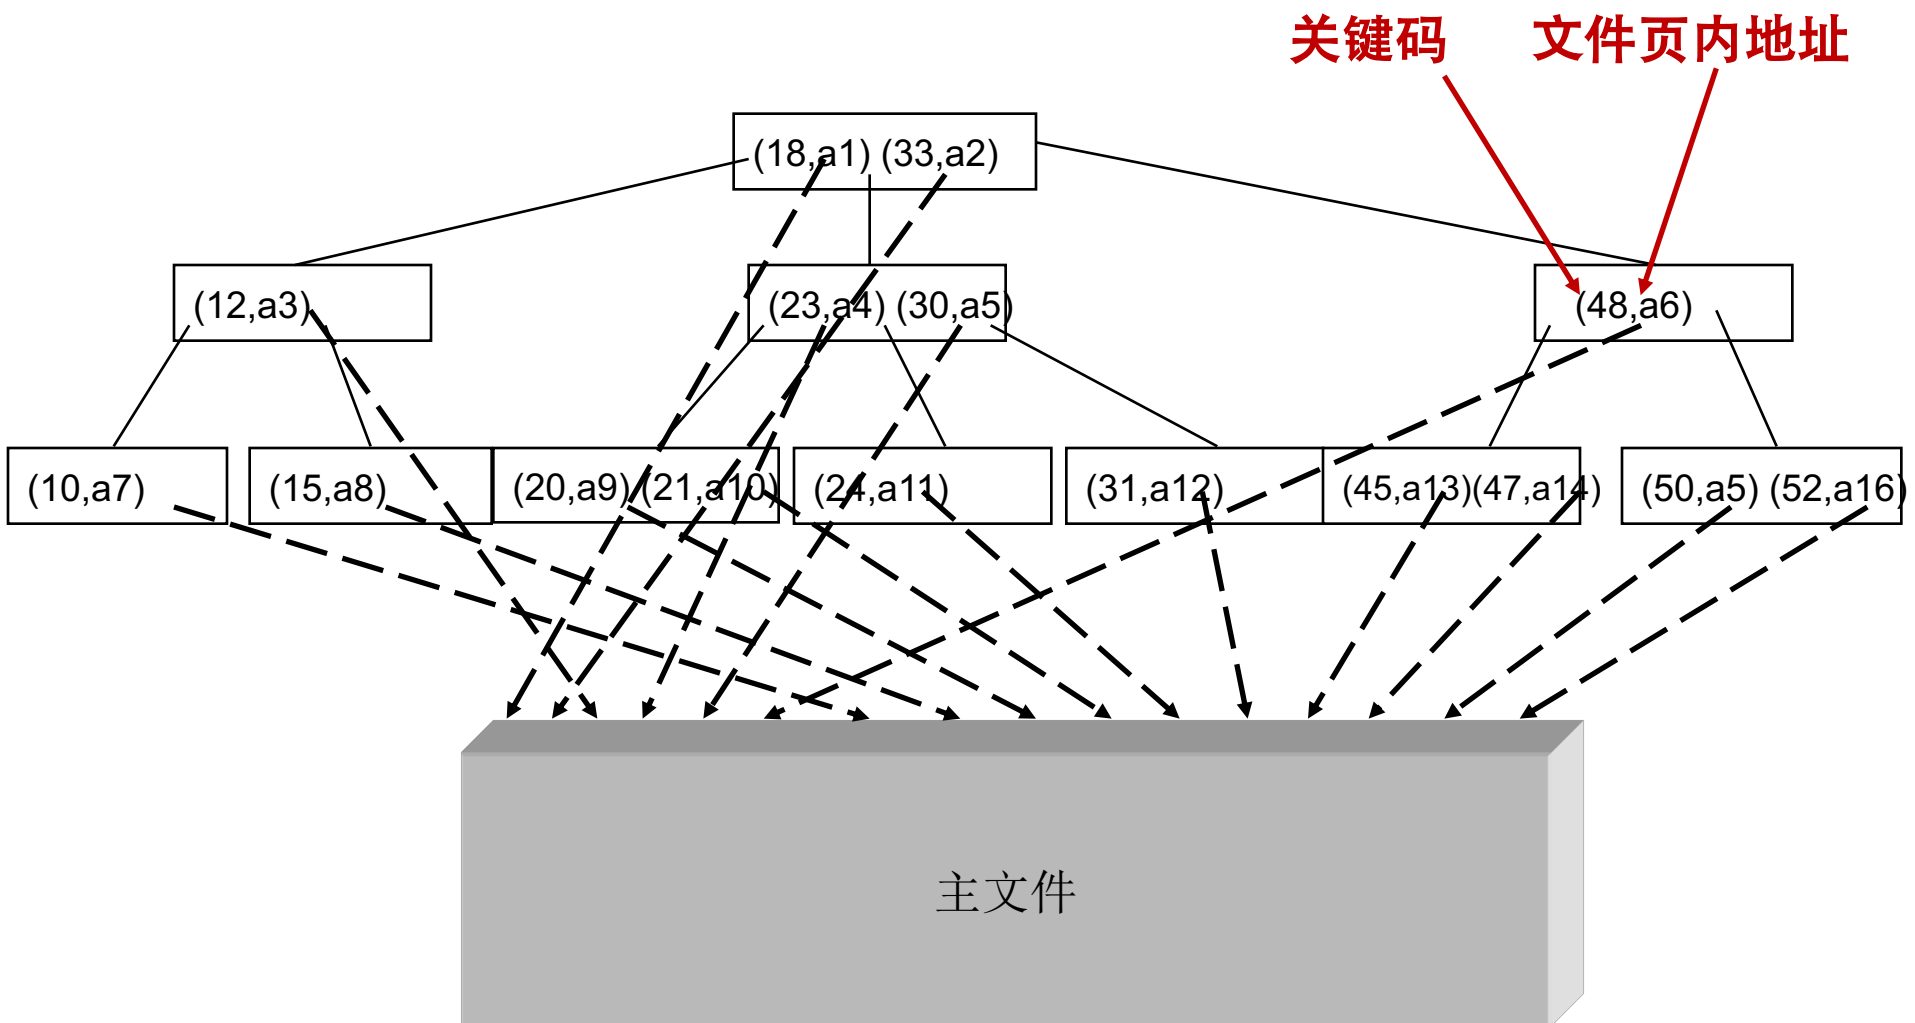 关键码 文件页内地址
(18,a1) (33,a2)
(12,a3) (23,a4) (30,a5) (48,a6)
(10,a7) (15,a8) (20,a9) (21,a10) (24,a11) (31,a12) (45,a13)(47,a14) (50,a5) (52,a16)
主文件